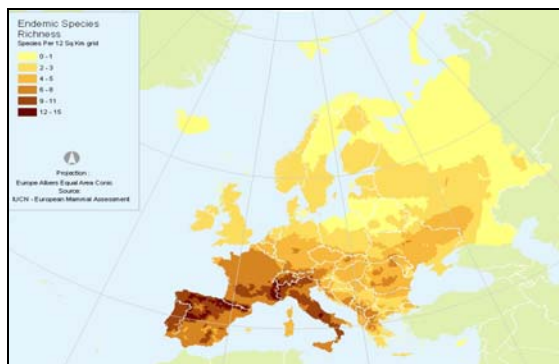 Endemic Species
Richness
Species Per 12 Sq Km grid
0 - 1
2 - 3
4 - 5
6 - 8
9 - 11
12 - 15
Projection :
Europe Albers Equal Area Conic
Source:
IUCN - European Mammal Assessment